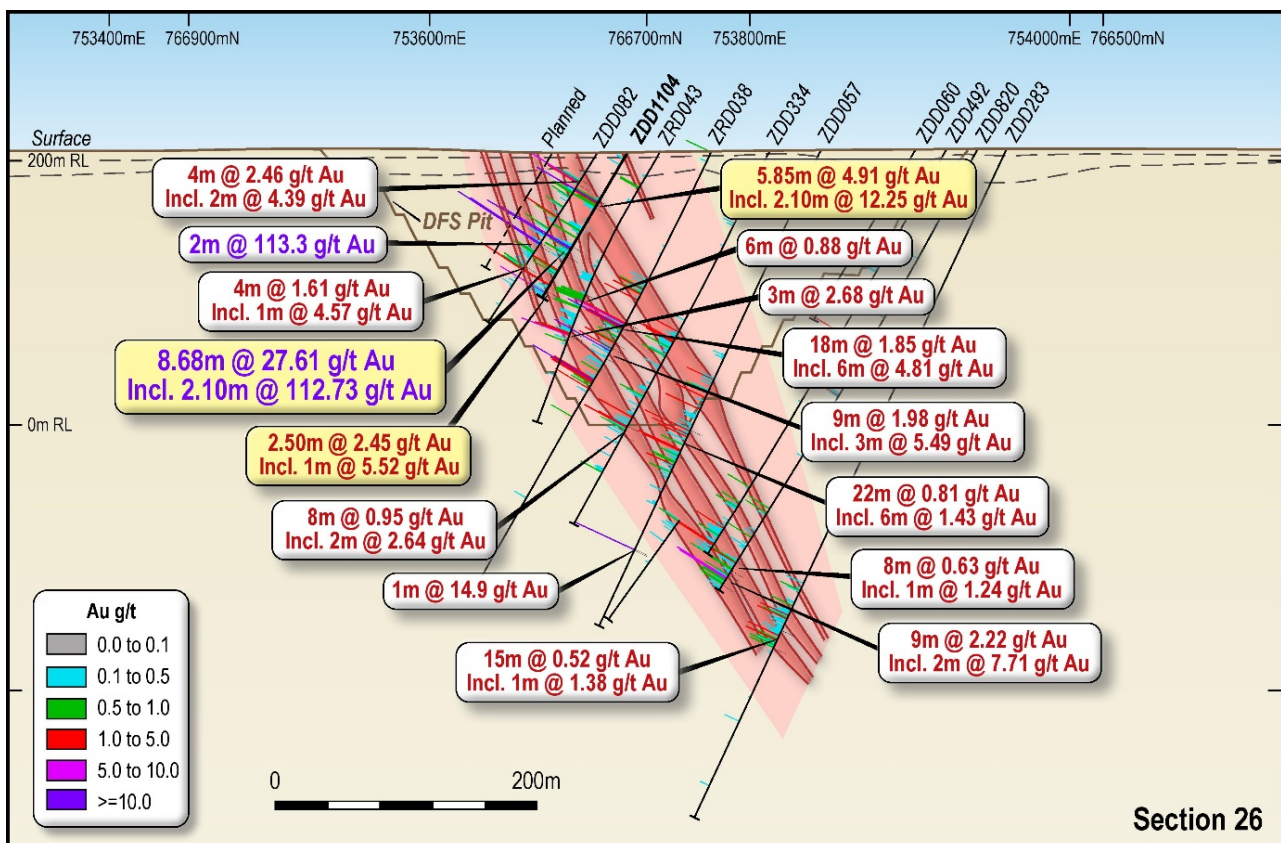 753400mE
766900mN
753600mE
766700mN
753800mE
754000mE
766500mN
Planned
ZDD082
ZDD1104
ZRD043
ZRD038
ZDD334
ZDD057
ZDD060
ZDD492
ZDD820
ZDD283
Surface
200m RL
4m @ 2.46 g/t Au
Incl. 2m @ 4.39 g/t Au
5.85m @ 4.91 g/t Au
Incl. 2.10m @ 12.25 g/t Au
DFS Pit
2m @ 113.3 g/t Au
6m @ 0.88 g/t Au
4m @ 1.61 g/t Au
Incl. 1m @ 4.57 g/t Au
3m @ 2.68 g/t Au
18m @ 1.85 g/t Au
Incl. 6m @ 4.81 g/t Au
8.68m @ 27.61 g/t Au
Incl. 2.10m @ 112.73 g/t Au
9m @ 1.98 g/t Au
Incl. 3m @ 5.49 g/t Au
0m RL
2.50m @ 2.45 g/t Au
Incl. 1m @ 5.52 g/t Au
22m @ 0.81 g/t Au
Incl. 6m @ 1.43 g/t Au
8m @ 0.95 g/t Au
Incl. 2m @ 2.64 g/t Au
8m @ 0.63 g/t Au
Incl. 1m @ 1.24 g/t Au
1m @ 14.9 g/t Au
9m @ 2.22 g/t Au
Incl. 2m @ 7.71 g/t Au
15m @ 0.52 g/t Au
Incl. 1m @ 1.38 g/t Au
Au g/t
0.0 to 0.1
0.1 to 0.5
0.5 to 1.0
1.0 to 5.0
5.0 to 10.0
>=10.0
0
200m
Section 26